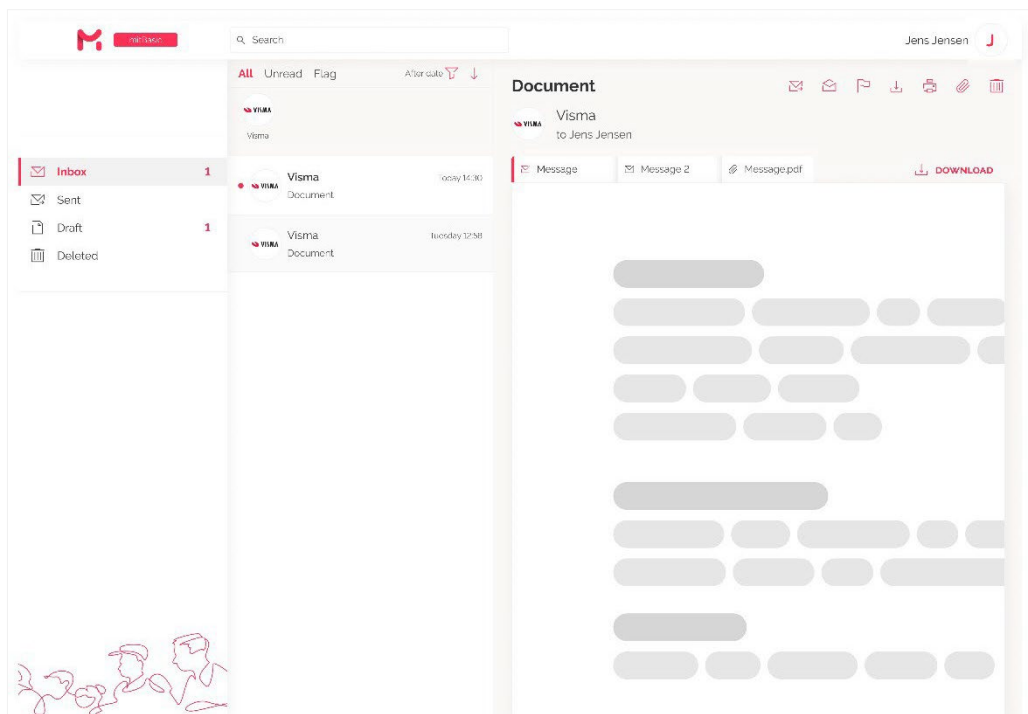 Search
Jens Jensen
J
All Unread Flag
After date
VISMA
Visma
Inbox 1
Sent
Draft 1
Deleted
VISMA
Visma
Today 14:30
Document
VISMA
Visma
Tuesday 12:58
Document
Document
VISMA
Visma
to Jens Jensen
Message
Message 2
Message.pdf
DOWNLOAD